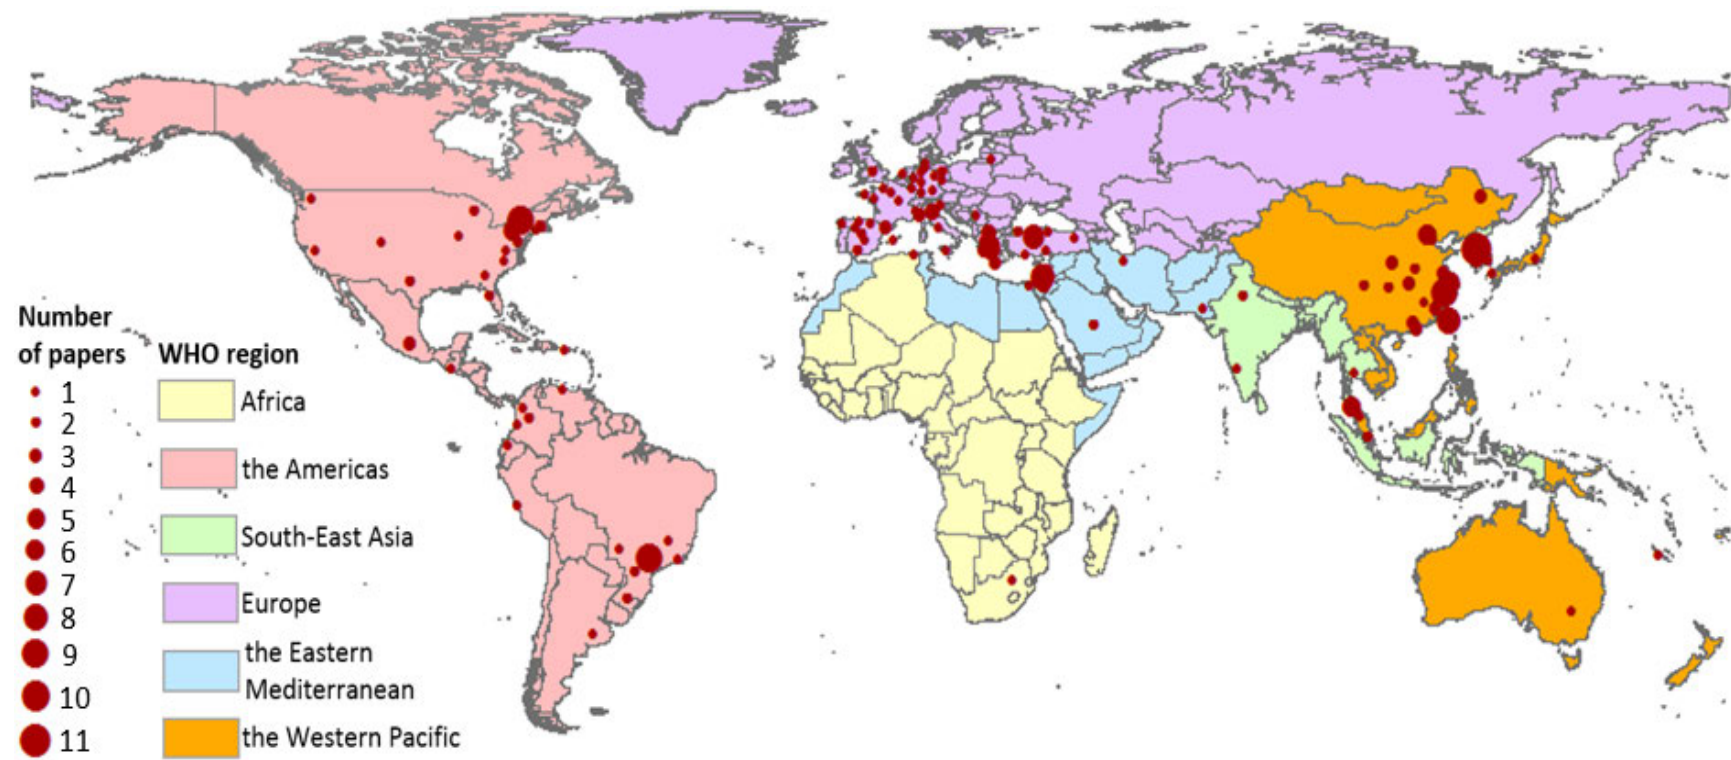 Number
of papers
1
2
3
4
5
6
7
8
9
10
11
WHO region
Africa
the Americas
South-East Asia
Europe
the Eastern
Mediterranean
the Western Pacific